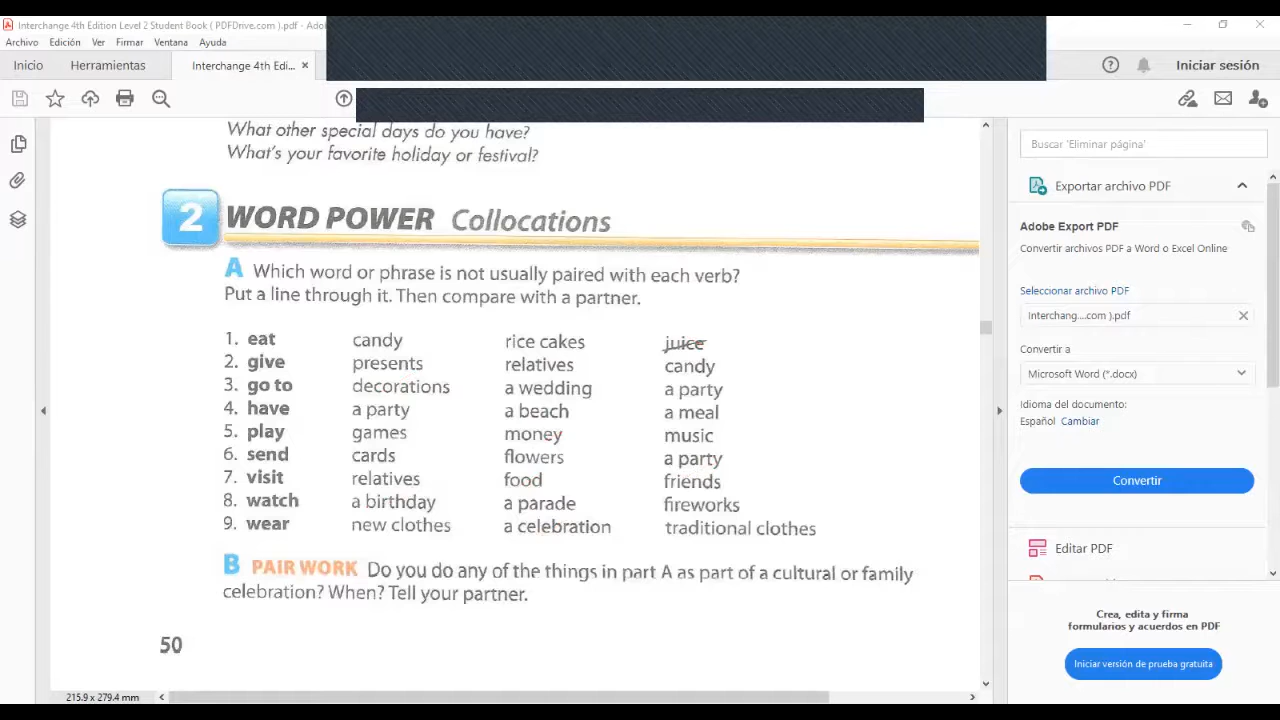 Interchange 4th Edition Level 2 Student Book ( PDFDrive.com ).pdf - Ado
Archivo Edición Ver Firmar Ventana Ayuda
Inicio Herramientas Interchange 4th Edi... × Iniciar sesión
What other special days do you have?
What's your favorite holiday or festival?
2 WORD POWER Collocations
A Which word or phrase is not usually paired with each verb?
Put a line through it. Then compare with a partner.
1. eat candy rice cakes juice
2. give presents relatives candy
3. go to decorations a wedding a party
4. have a party a beach a meal
5. play games money music
6. send cards flowers a party
7. visit relatives food friends
8. watch a birthday a parade fireworks
9. wear new clothes a celebration traditional clothes
B PAIR WORK Do you do any of the things in part A as part of a cultural or family
celebration? When? Tell your partner.
50
215.9 x 279.4 mm
Buscar 'Eliminar página'
Exportar archivo PDF
Adobe Export PDF
Convertir archivos PDF a Word o Excel Online
Seleccionar archivo PDF
Interchang....com ).pdf
Convertir a
Microsoft Word (*.docx)
Idioma del documento:
Español Cambiar
Convertir
Editar PDF
Crea, edita y firma
formularios y acuerdos en PDF
Iniciar versión de prueba gratuita